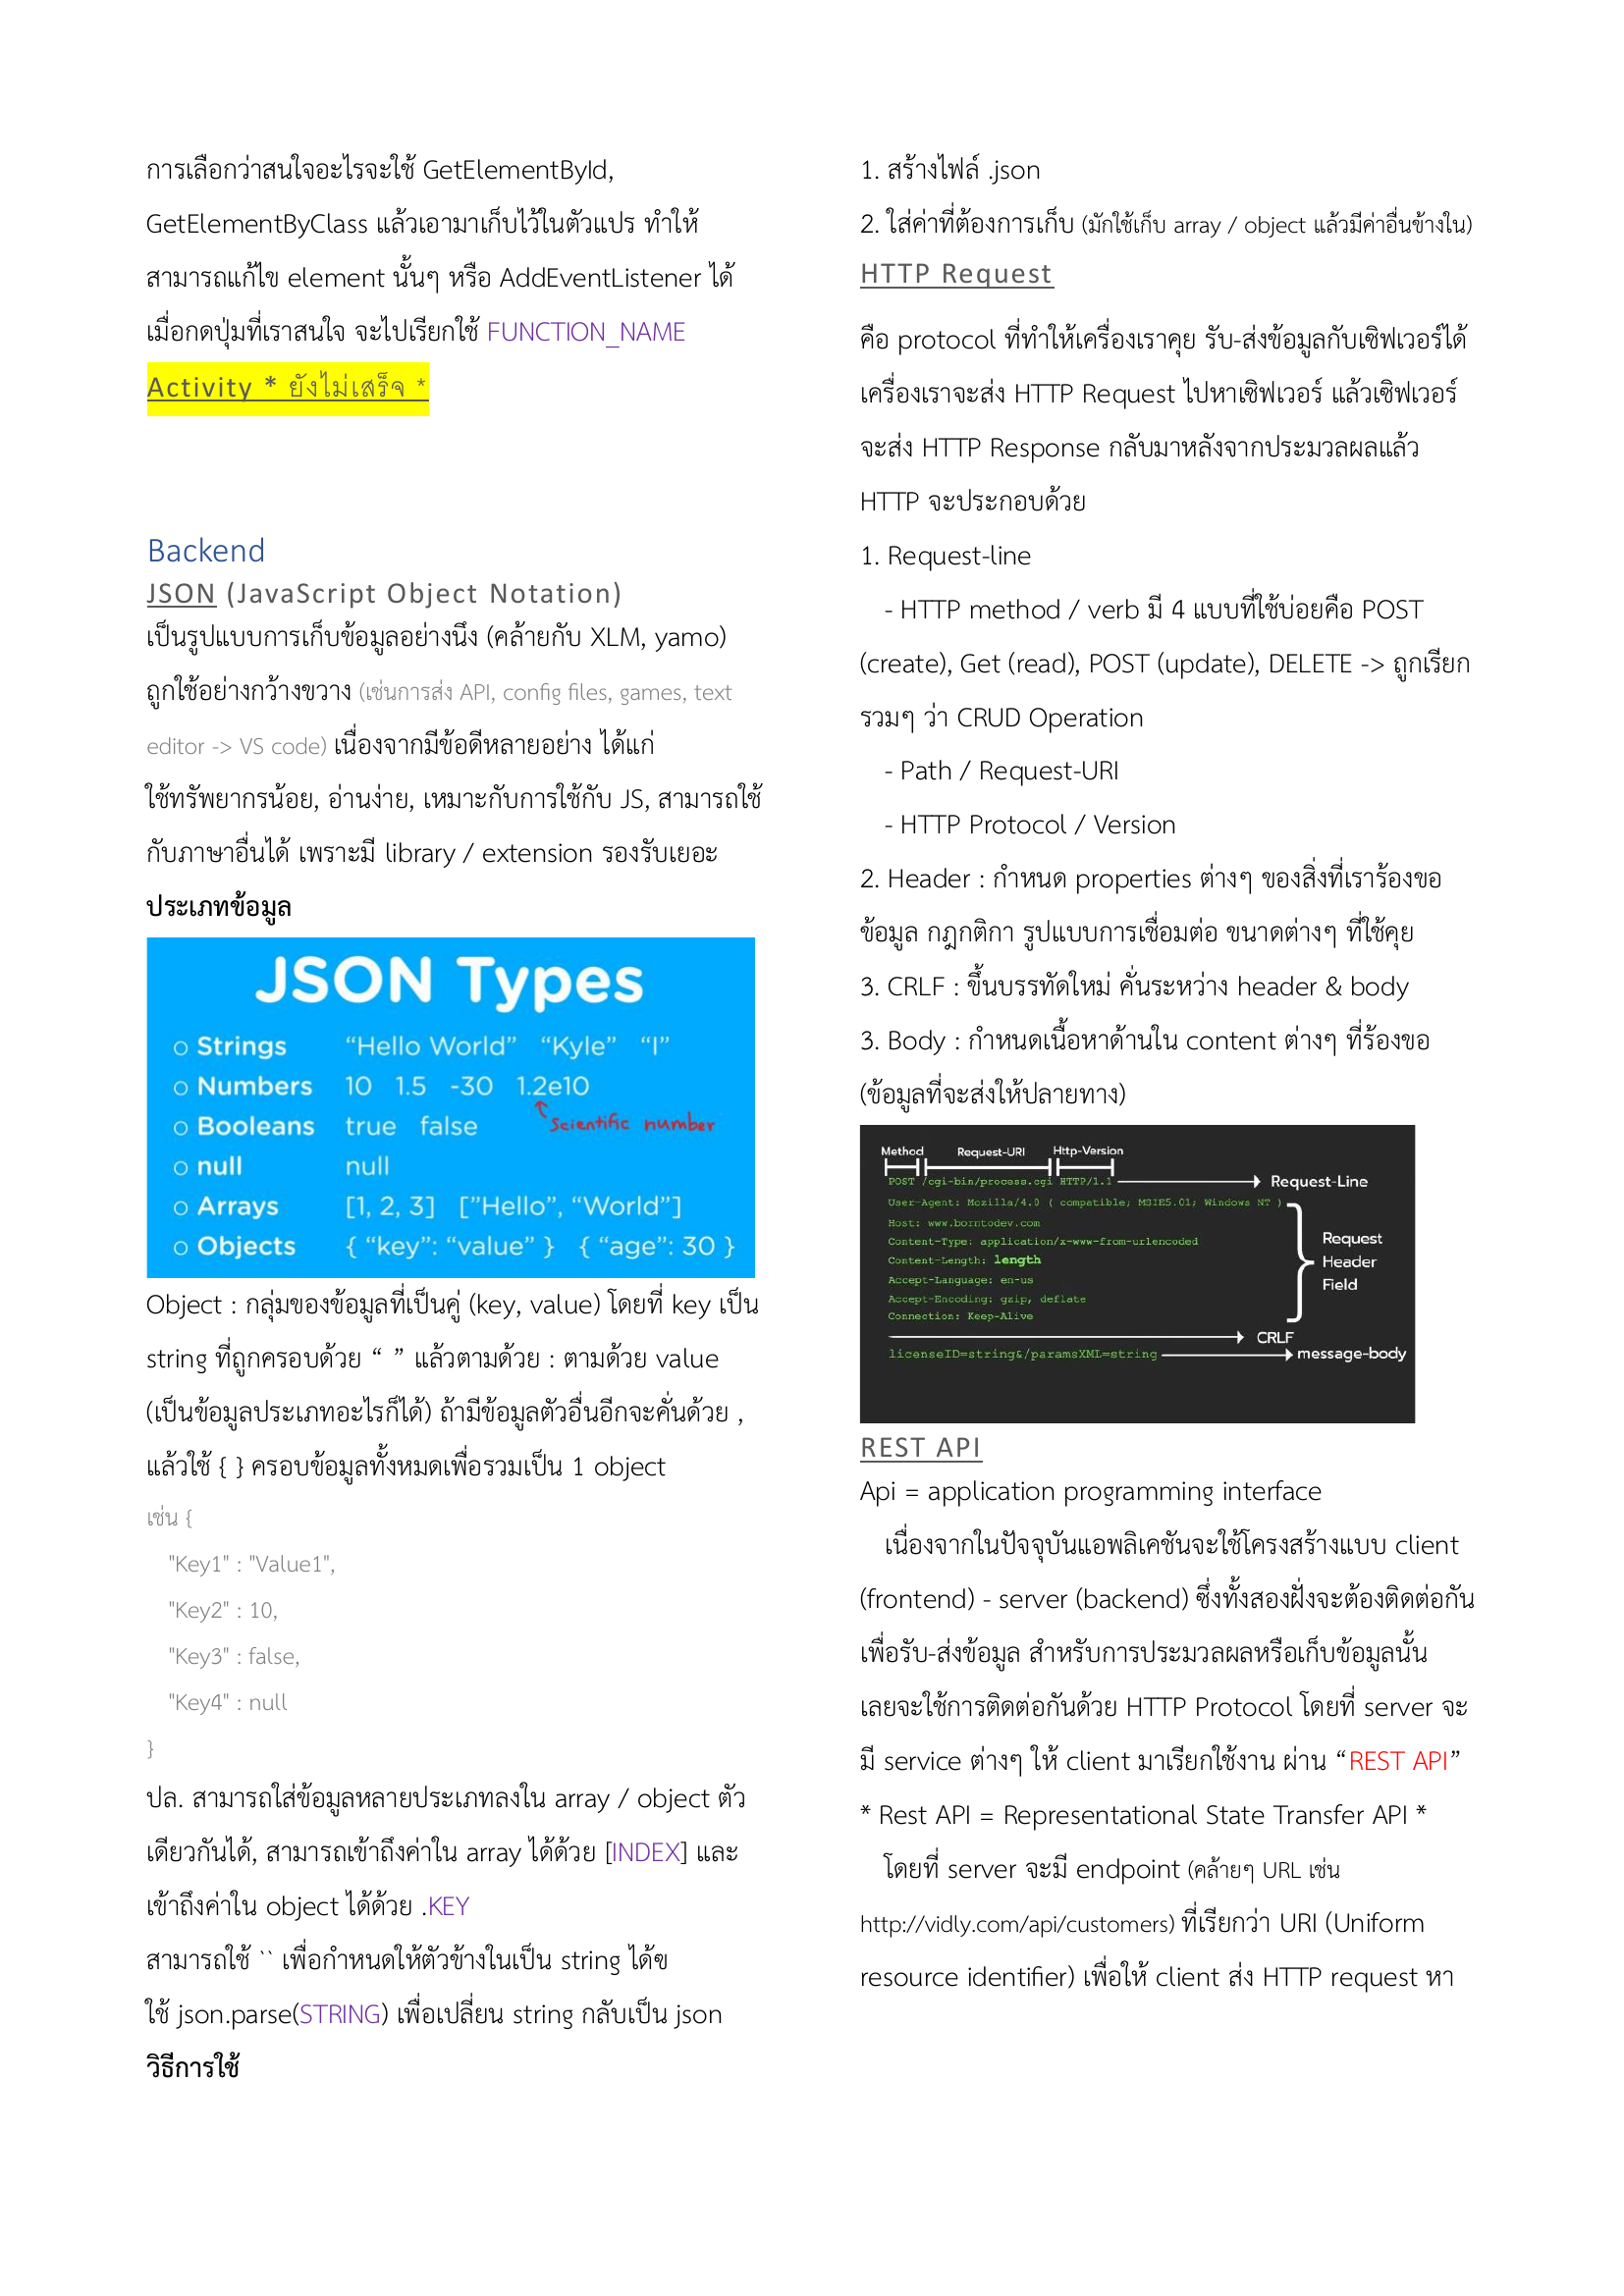 การเลือกว่าสนใจอะไรจะใช้ GetElementById,
GetElementByClass แล้วเอามาเก็บไว้ในตัวแปร ทำให้
สามารถแก้ไข element นั้นๆ หรือ AddEventListener ได้
เมื่อกดปุ่มที่เราสนใจ จะไปเรียกใช้ FUNCTION_NAME
Activity * ยังไม่เสร็จ *
Backend
JSON (JavaScript Object Notation)
เป็นรูปแบบการเก็บข้อมูลอย่างนึง (คล้ายกับ XLM, yamo)
ถูกใช้อย่างกว้างขวาง (เช่นการส่ง API, config files, games, text
editor -> VS code) เนื่องจากมีข้อดีหลายอย่าง ได้แก่
ใช้ทรัพยากรน้อย, อ่านง่าย, เหมาะกับการใช้กับ JS, สามารถใช้
กับภาษาอื่นได้ เพราะมี library / extension รองรับเยอะ
ประเภทข้อมูล
JSON Types
Strings “Hello World” “Kyle” “I”
Numbers 10 1.5 -30 1.2e10
Scientific number
Booleans true false
null null
Arrays [1, 2, 3] [”Hello”, “World”]
Objects { “key”: “value” } { “age”: 30 }
Object : กลุ่มของข้อมูลที่เป็นคู่ (key, value) โดยที่ key เป็น
string ที่ถูกครอบด้วย “ ” แล้วตามด้วย : ตามด้วย value
(เป็นข้อมูลประเภทอะไรก็ได้) ถ้ามีข้อมูลตัวอื่นอีกจะคั่นด้วย ,
แล้วใช้ { } ครอบข้อมูลทั้งหมดเพื่อรวมเป็น 1 object
เช่น {
"Key1" : "Value1",
"Key2" : 10,
"Key3" : false,
"Key4" : null
}
ปล. สามารถใส่ข้อมูลหลายประเภทลงใน array / object ตัว
เดียวกันได้, สามารถเข้าถึงค่าใน array ได้ด้วย [INDEX] และ
เข้าถึงค่าใน object ได้ด้วย .KEY
สามารถใช้ `` เพื่อกำหนดให้ตัวข้างในเป็น string ได้ฃ
ใช้ json.parse(STRING) เพื่อเปลี่ยน string กลับเป็น json
วิธีการใช้
1. สร้างไฟล์ .json
2. ใส่ค่าที่ต้องการเก็บ (มักใช้เก็บ array / object แล้วมีค่าอื่นข้างใน)
HTTP Request
คือ protocol ที่ทำให้เครื่องเราคุย รับ-ส่งข้อมูลกับเซิฟเวอร์ได้
เครื่องเราจะส่ง HTTP Request ไปหาเซิฟเวอร์ แล้วเซิฟเวอร์
จะส่ง HTTP Response กลับมาหลังจากประมวลผลแล้ว
HTTP จะประกอบด้วย
1. Request-line
- HTTP method / verb มี 4 แบบที่ใช้บ่อยคือ POST
(create), Get (read), POST (update), DELETE -> ถูกเรียก
รวมๆ ว่า CRUD Operation
- Path / Request-URI
- HTTP Protocol / Version
2. Header : กำหนด properties ต่างๆ ของสิ่งที่เราร้องขอ
ข้อมูล กฎกติกา รูปแบบการเชื่อมต่อ ขนาดต่างๆ ที่ใช้คุย
3. CRLF : ขึ้นบรรทัดใหม่ คั่นระหว่าง header & body
3. Body : กำหนดเนื้อหาด้านใน content ต่างๆ ที่ร้องขอ
(ข้อมูลที่จะส่งให้ปลายทาง)
Method Request-URI Http-Version
POST /cgi-bin/process.cgi HTTP/1.1 Request-Line
User-Agent: Mozilla/4.0 ( compatible; MSIE5.01; Windows NT )
Host: www.borntodev.com
Content-Type: application/x-www-from-urlencoded
Content-Length: length
Accept-Language: en-us
Accept-Encoding: gzip, deflate
Connection: Keep-Alive
Request
Header
Field
CRLF
licenseID=string&/paramsXML=string message-body
REST API
Api = application programming interface
เนื่องจากในปัจจุบันแอพลิเคชันจะใช้โครงสร้างแบบ client
(frontend) - server (backend) ซึ่งทั้งสองฝั่งจะต้องติดต่อกัน
เพื่อรับ-ส่งข้อมูล สำหรับการประมวลผลหรือเก็บข้อมูลนั้น
เลยจะใช้การติดต่อกันด้วย HTTP Protocol โดยที่ server จะ
มี service ต่างๆ ให้ client มาเรียกใช้งาน ผ่าน “REST API”
* Rest API = Representational State Transfer API *
โดยที่ server จะมี endpoint (คล้ายๆ URL เช่น
http://vidly.com/api/customers) ที่เรียกว่า URI (Uniform
resource identifier) เพื่อให้ client ส่ง HTTP request หา